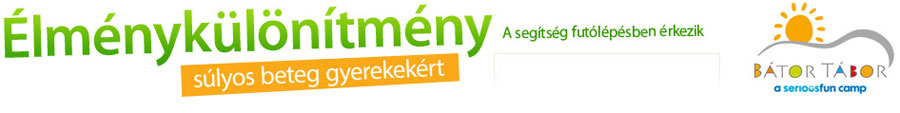 Élménykülönítmény
súlyos beteg gyerekekért
A segítség futólépésben érkezik
BÁTOR TÁBOR
a seriousfun camp